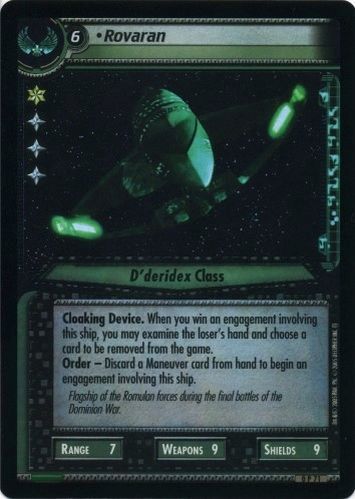 6 •Rovaran
D'deridex Class
Cloaking Device. When you win an engagement involving
this ship, you may examine the loser's hand and choose a
card to be removed from the game.
Order – Discard a Maneuver card from hand to begin an
engagement involving this ship.
Flagship of the Romulan forces during the final battles of the
Dominion War.
RANGE 7 WEAPONS 9 SHIELDS 9
0 P 71